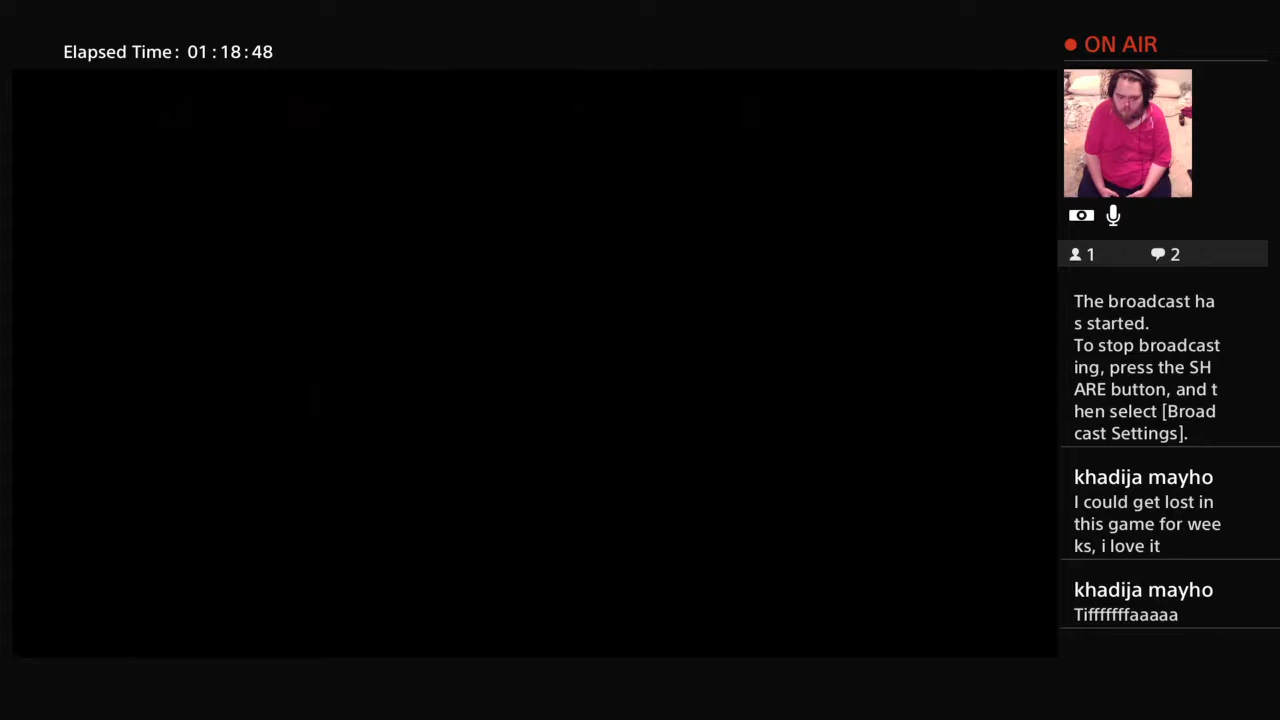 Elapsed Time: 01:18:48
ON AIR
1
2
The broadcast ha
s started.
To stop broadcast
ing, press the SH
ARE button, and t
hen select [Broad
cast Settings].
khadija mayho
I could get lost in
this game for wee
ks, i love it
khadija mayho
Tifffffffaaaaa